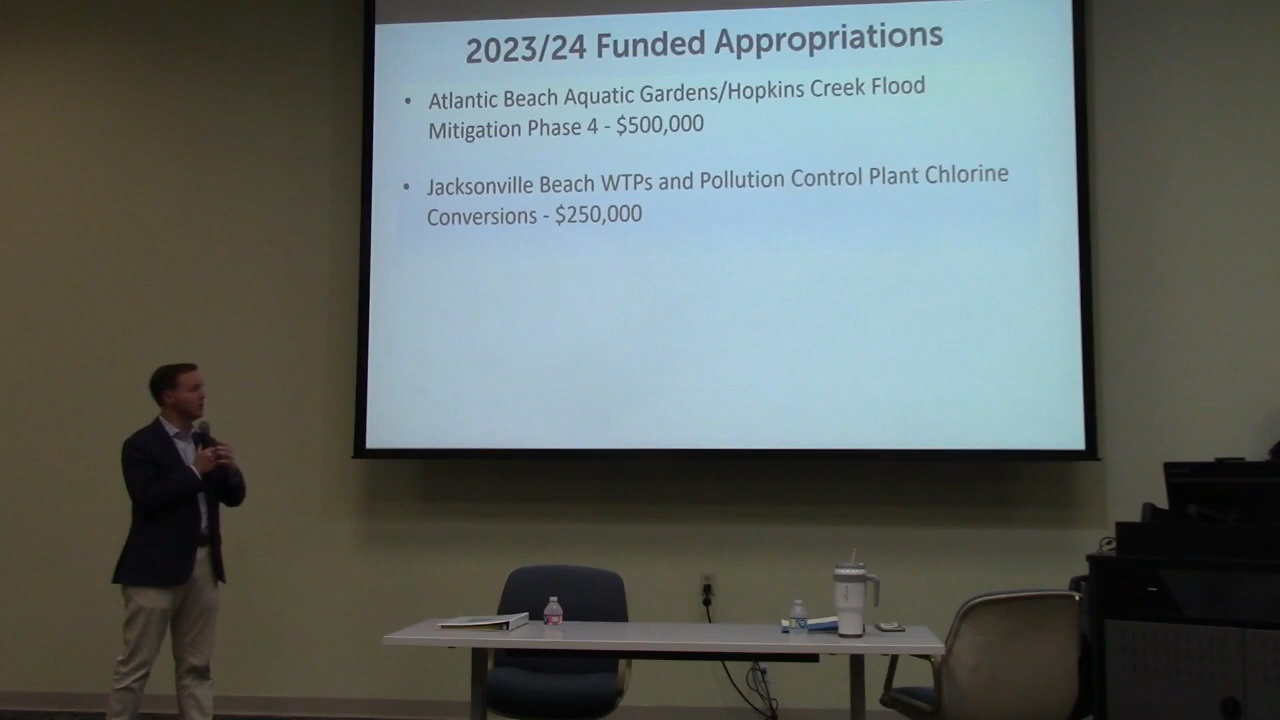 2023/24 Funded Appropriations
• Atlantic Beach Aquatic Gardens/Hopkins Creek Flood
Mitigation Phase 4 - $500,000
• Jacksonville Beach WTPs and Pollution Control Plant Chlorine
Conversions - $250,000